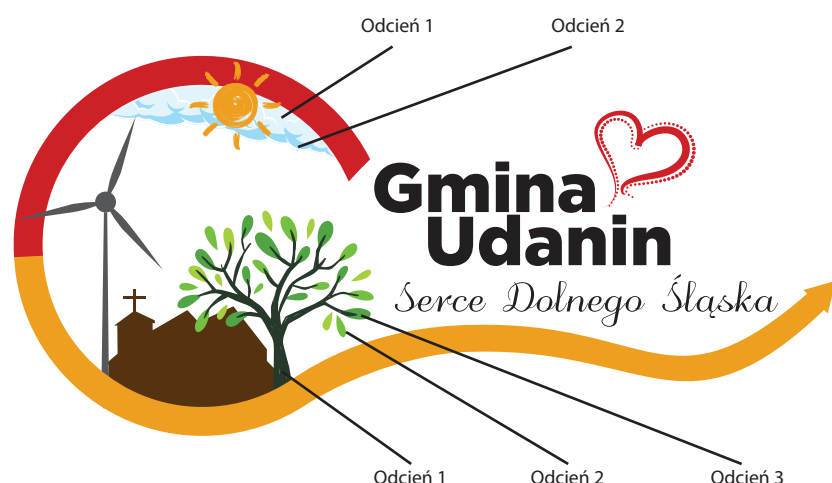 Odcień 1 Odcień 2
Gmina
Udanin
Serce Dolnego Śląska
Odcień 1 Odcień 2 Odcień 3